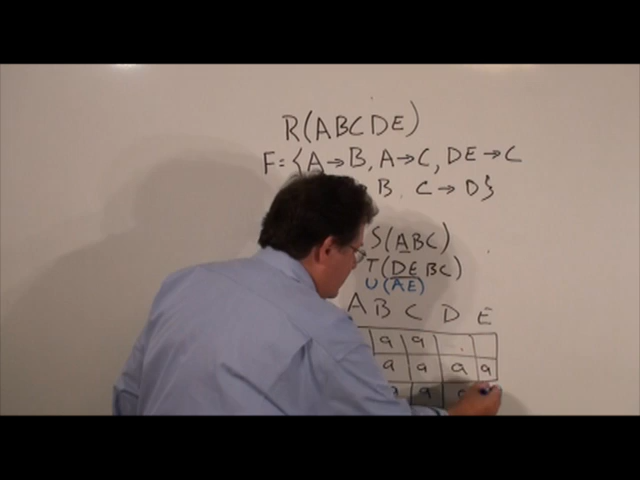 R(ABCDE)
F={A→B, A→C, DE→C
B, C→D}
S(ABC)
T(DEBC)
U(AE)
A B C D E
a a
a a a a
a